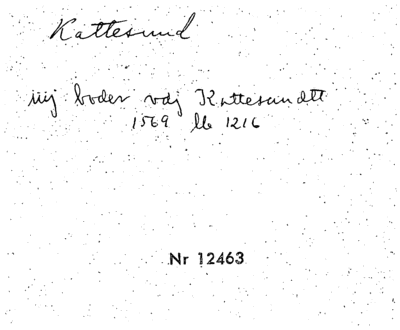 Kattesund
iiij boder vdj Kattesundtt
1569 lb 1216
Nr 12463